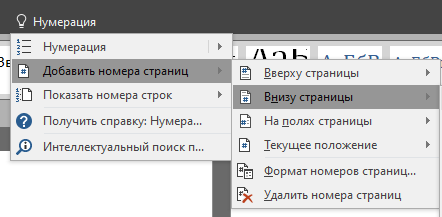 Нумерация
Нумерация
Добавить номера страниц
Показать номера строк
Получить справку: Нумера...
Интеллектуальный поиск п...
Вверху страницы
Внизу страницы
На полях страницы
Текущее положение
Формат номеров страниц...
Удалить номера страниц